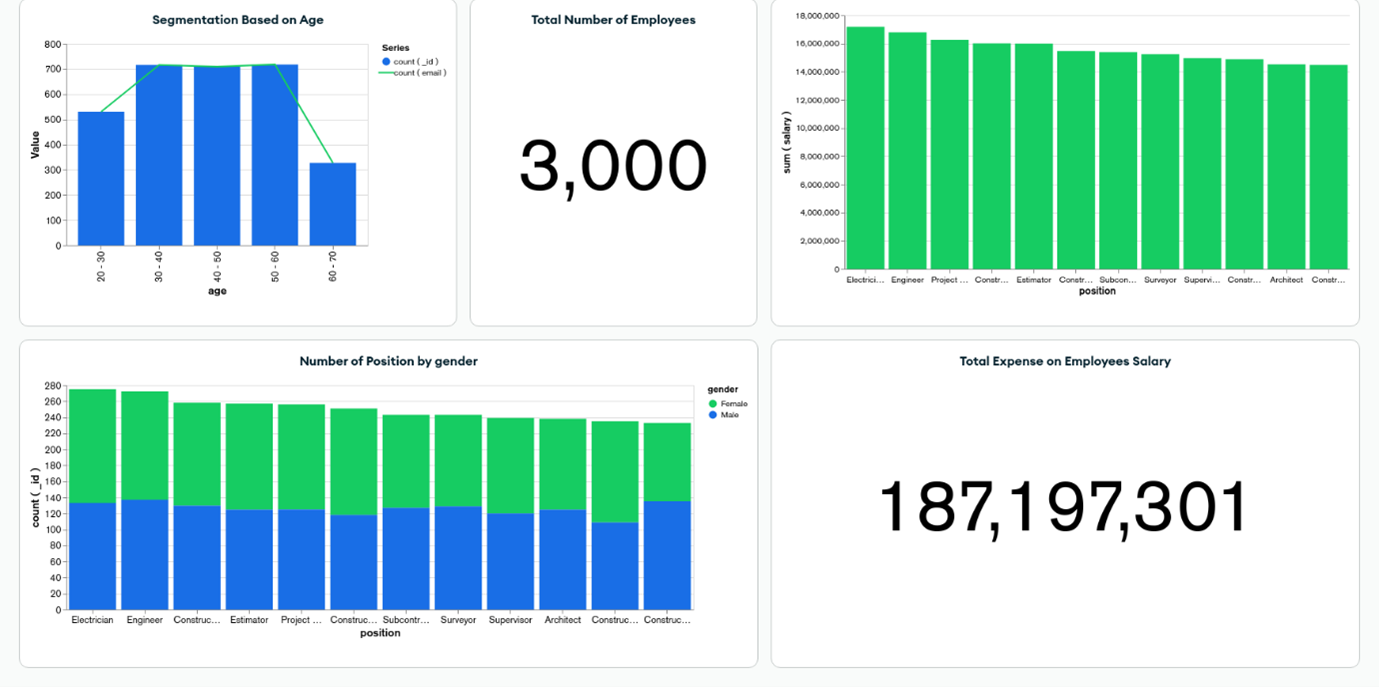 Segmentation Based on Age
Series
count ( _id )
count ( email )
Value
800
700
600
500
400
300
200
100
0
20 - 30
30 - 40
40 - 50
50 - 60
60 - 70
age
Total Number of Employees
3,000
sum ( salary )
18,000,000
16,000,000
14,000,000
12,000,000
10,000,000
8,000,000
6,000,000
4,000,000
2,000,000
0
Electrici... Engineer Project ... Constr... Estimator Constr... Subcon... Surveyor Supervi... Constr... Architect Constr...
position
Number of Position by gender
gender
Female
Male
count ( _id )
280
260
240
220
200
180
160
140
120
100
80
60
40
20
0
Electrician Engineer Construc... Estimator Project ... Construc... Subcontr... Surveyor Supervisor Architect Construc... Construc...
position
Total Expense on Employees Salary
187,197,301